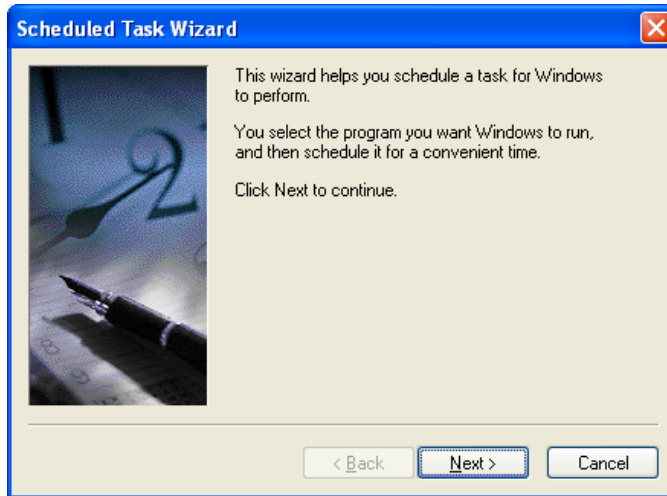 Scheduled Task Wizard
This wizard helps you schedule a task for Windows
to perform.
You select the program you want Windows to run,
and then schedule it for a convenient time.
Click Next to continue.
2
< Back
Next >
Cancel